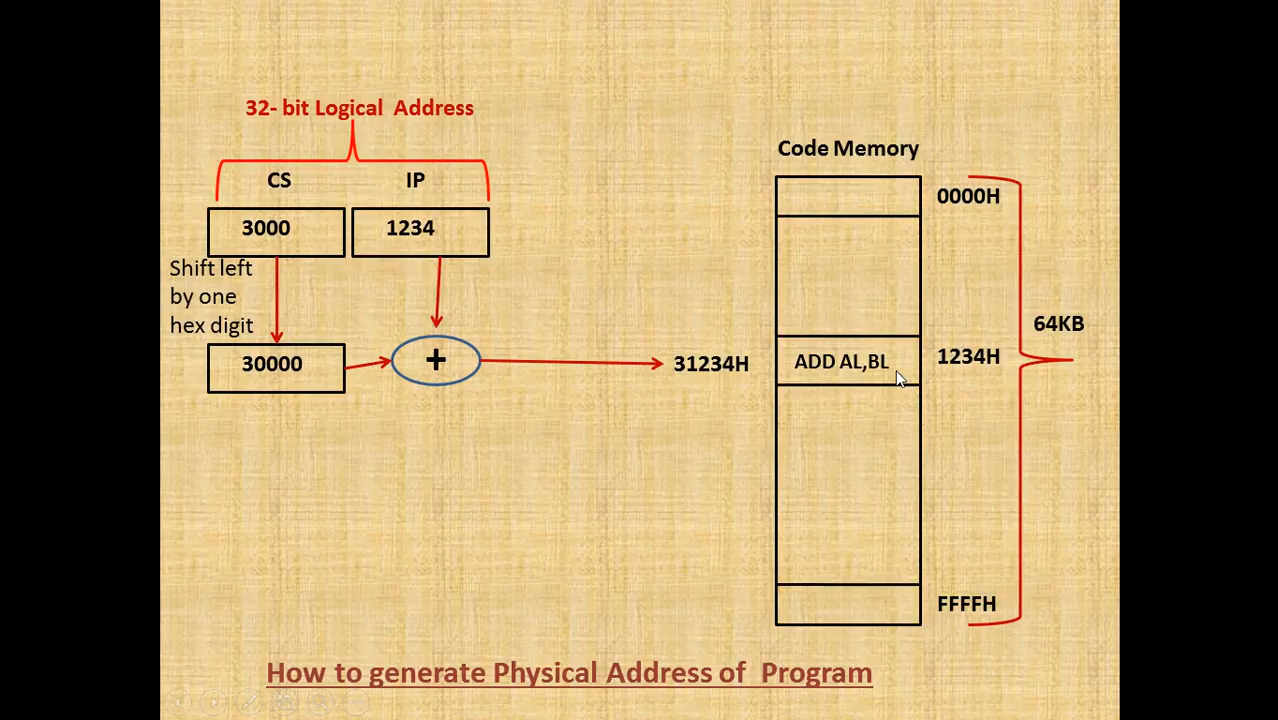 32- bit Logical Address
CS
IP
3000
1234
Shift left
by one
hex digit
30000
+
31234H
Code Memory
0000H
ADD AL,BL
1234H
64KB
FFFFH
How to generate Physical Address of Program